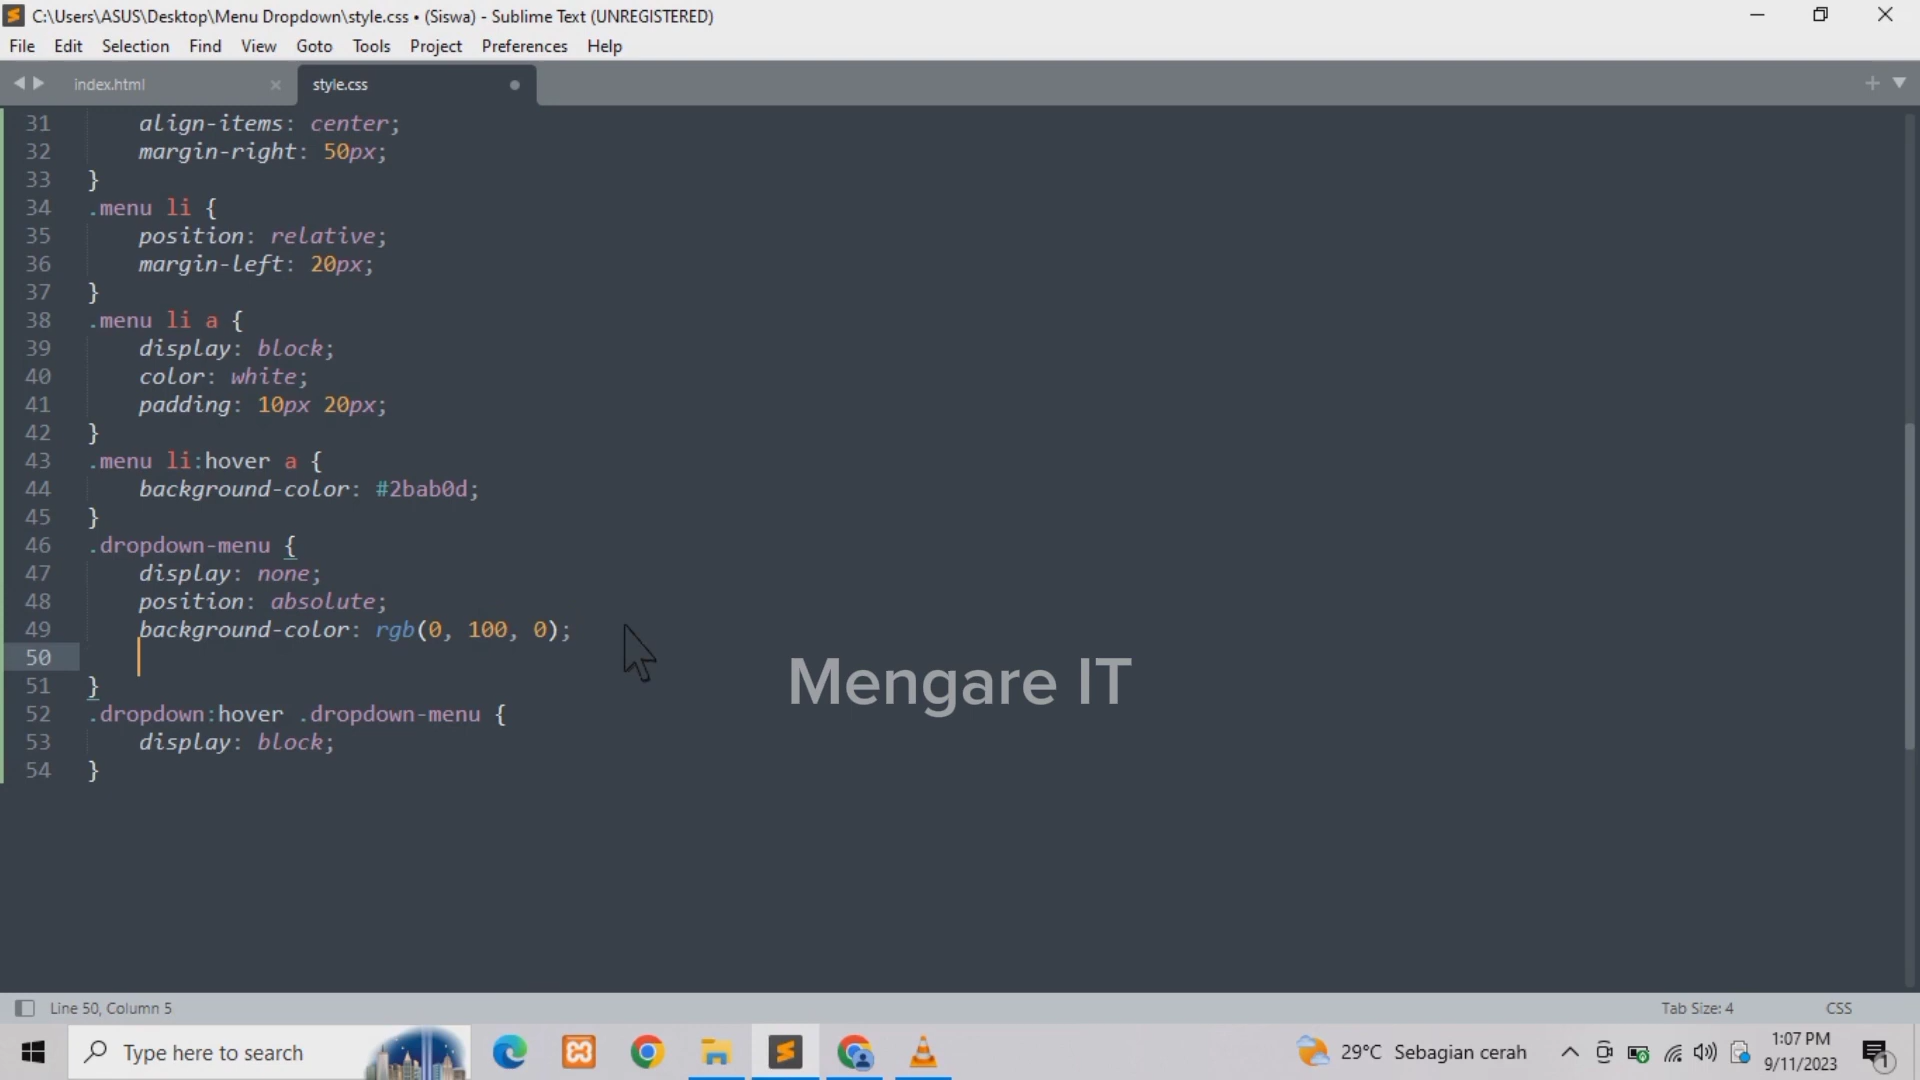 C:\Users\ASUS\Desktop\Menu Dropdown\style.css • (Siswa) - Sublime Text (UNREGISTERED)
File Edit Selection Find View Goto Tools Project Preferences Help
index.html style.css
31 align-items: center;
32 margin-right: 50px;
33 }
34 .menu li {
35 position: relative;
36 margin-left: 20px;
37 }
38 .menu li a {
39 display: block;
40 color: white;
41 padding: 10px 20px;
42 }
43 .menu li:hover a {
44 background-color: #2bab0d;
45 }
46 .dropdown-menu {
47 display: none;
48 position: absolute;
49 background-color: rgb(0, 100, 0);
50
51 }
52 .dropdown:hover .dropdown-menu {
53 display: block;
54 }
Mengare IT
Line 50, Column 5 Tab Size: 4 CSS
Type here to search 29°C Sebagian cerah 1:07 PM
9/11/2023 1